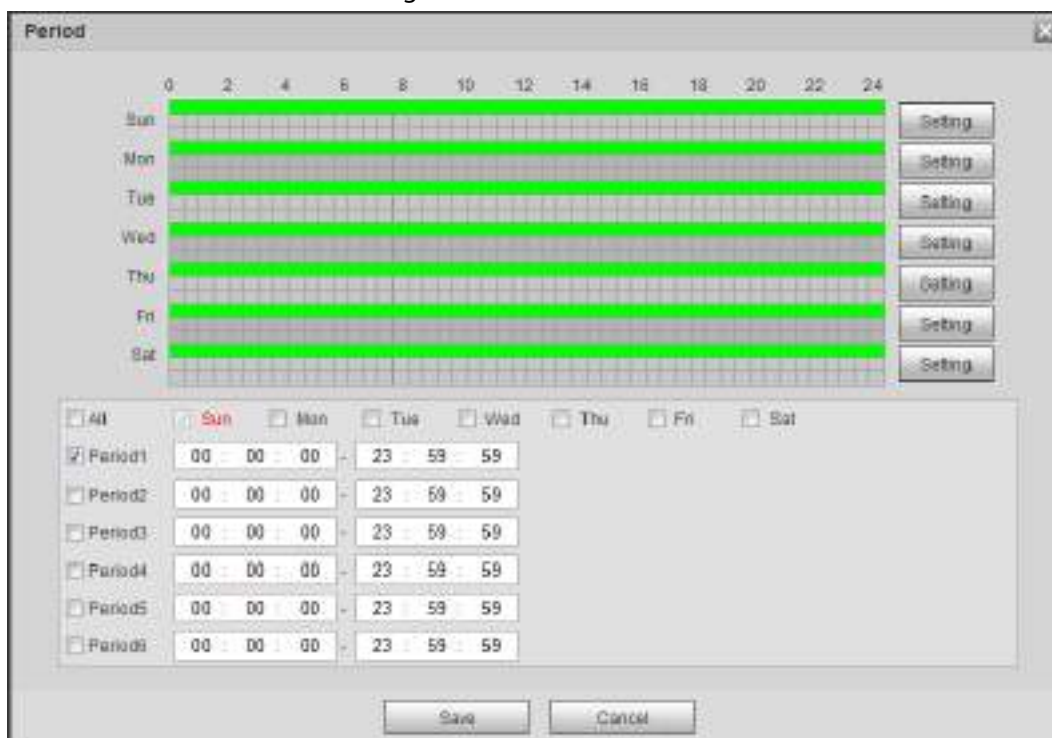 Period
0 2 4 6 8 10 12 14 16 18 20 22 24
Sun Setting
Mon Setting
Tue Setting
Wed Setting
Thu Setting
Fri Setting
Sat Setting
All Sun Mon Tue Wed Thu Fri Sat
Period1 00 : 00 : 00 - 23 : 59 : 59
Period2 00 : 00 : 00 - 23 : 59 : 59
Period3 00 : 00 : 00 - 23 : 59 : 59
Period4 00 : 00 : 00 - 23 : 59 : 59
Period5 00 : 00 : 00 - 23 : 59 : 59
Period6 00 : 00 : 00 - 23 : 59 : 59
Save Cancel